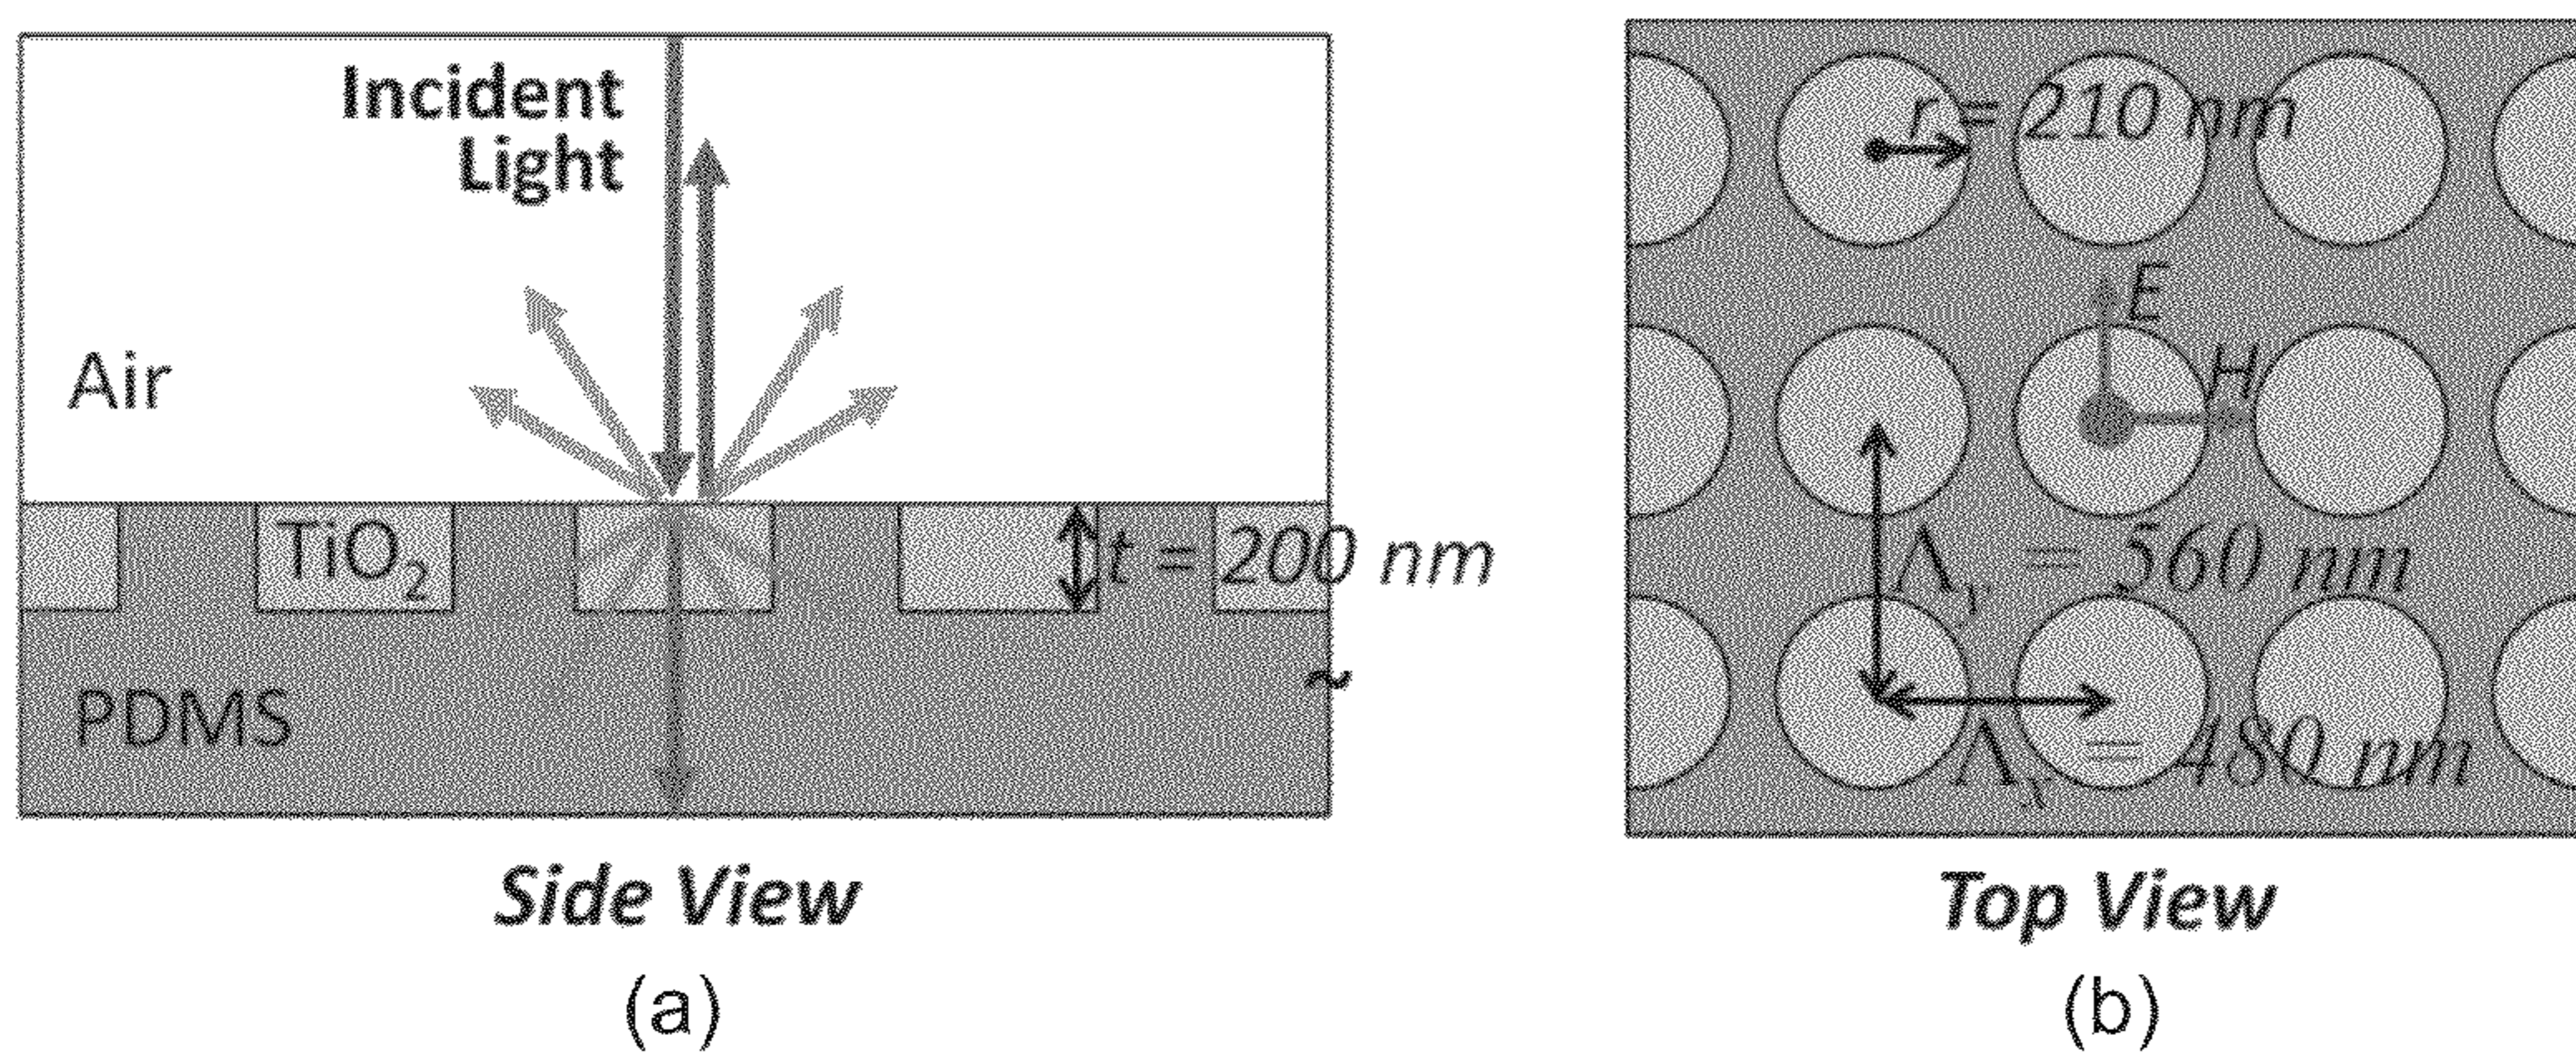 Incident
Light
Air
TiO₂
t = 200 nm
PDMS
~
Side View
(a)
r = 210 nm
E
H
Λy = 560 nm
Λx = 480 nm
Top View
(b)